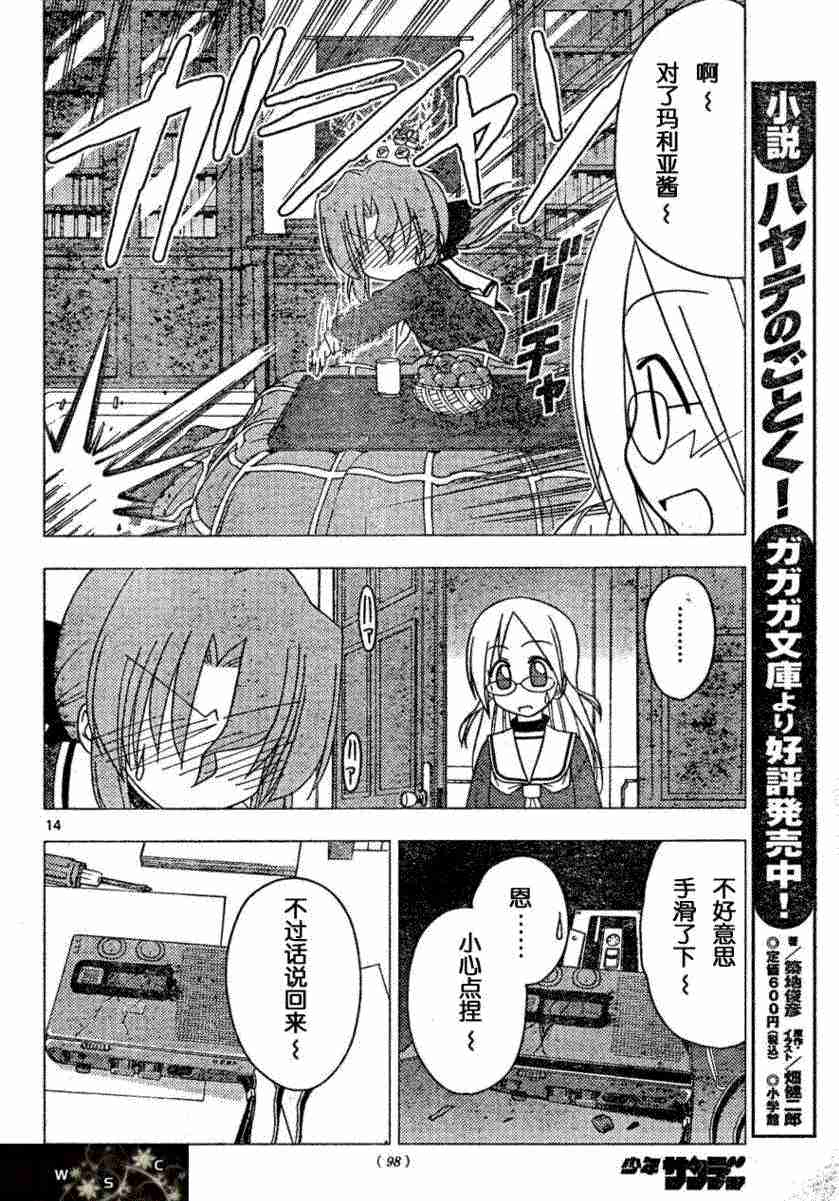 啊～
对了玛利亚酱～
ガシャン
ガチャ
………
ハァ
ハァ
14
不好意思
手滑了下～
恩……
小心点捏～
不过话说回来～
小説 ハヤテのごとく! ガガガ文庫より好評発売中!
著/築地俊彦 原作・イラスト/畑健二郎
◎定価600円(税込) ◎小学館
(98)
少年サンデー
W S C